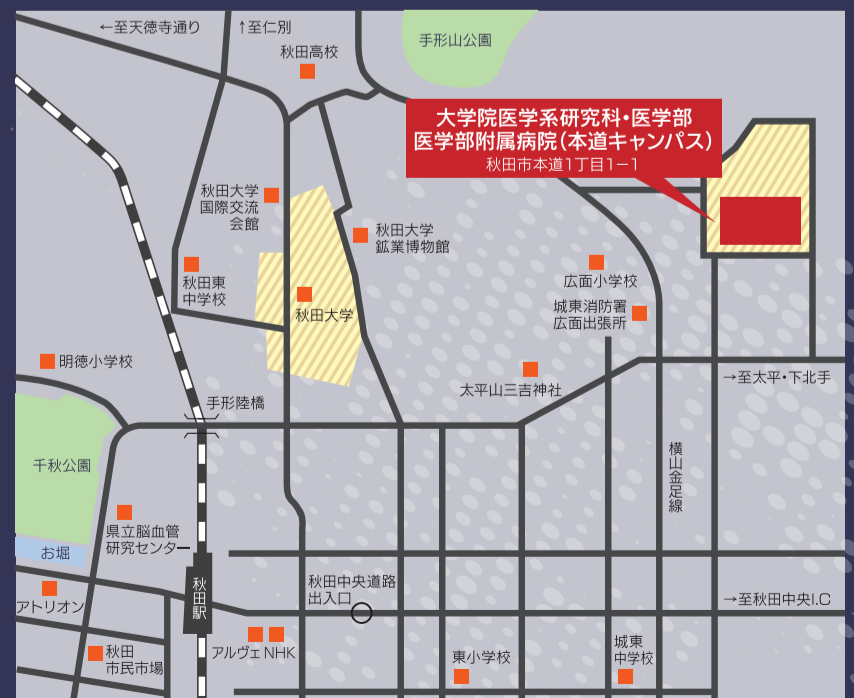 ←至天徳寺通り
↑至仁別
秋田高校
手形山公園
大学院医学系研究科・医学部
医学部附属病院(本道キャンパス)
秋田市本道1丁目1−1
秋田大学
国際交流
会館
秋田大学
鉱業博物館
秋田東
中学校
広面小学校
秋田大学
城東消防署
広面出張所
明徳小学校
太平山三吉神社
→至太平・下北手
手形陸橋
千秋公園
横山金足線
県立脳血管
研究センター
お堀
秋田駅
秋田中央道路
出入口
→至秋田中央I.C
アトリオン
秋田
市民市場
アルヴェ
NHK
東小学校
城東
中学校